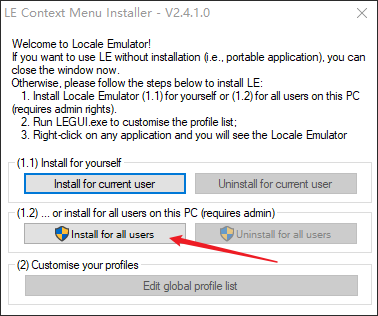 LE Context Menu Installer - V2.4.1.0
Welcome to Locale Emulator!
If you want to use LE without installation (i.e., portable application), you can
close the window now.
Otherwise, please follow the steps below to install LE:
1. Install Locale Emulator (1.1) for yourself or (1.2) for all users on this PC
(requires admin rights).
2. Run LEGUI.exe to customise the profile list;
3. Right-click on any application and you will see the Locale Emulator
(1.1) Install for yourself
Install for current user
Uninstall for current user
(1.2) ... or install for all users on this PC (requires admin)
Install for all users
Uninstall for all users
(2) Customise your profiles
Edit global profile list